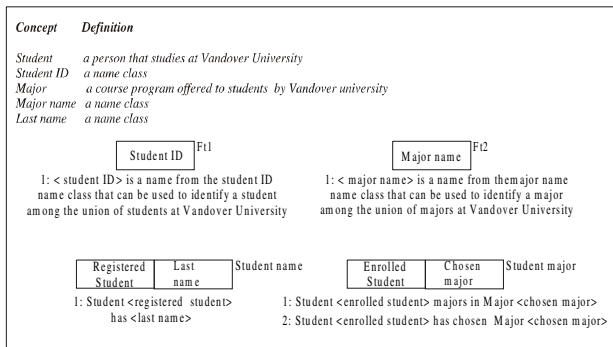 Concept Definition
Student a person that studies at Vandover University
Student ID a name class
Major a course program offered to students by Vandover university
Major name a name class
Last name a name class
Student ID Ft1
1: < student ID> is a name from the student ID
name class that can be used to identify a student
among the union of students at Vandover University
Major name Ft2
1: < major name> is a name from themajor name
name class that can be used to identify a major
among the union of majors at Vandover University
Registered Student Last name Student name
1: Student <registered student>
has <last name>
Enrolled Student Chosen major Student major
1: Student <enrolled student> majors in Major <chosen major>
2: Student <enrolled student> has chosen Major <chosen major>